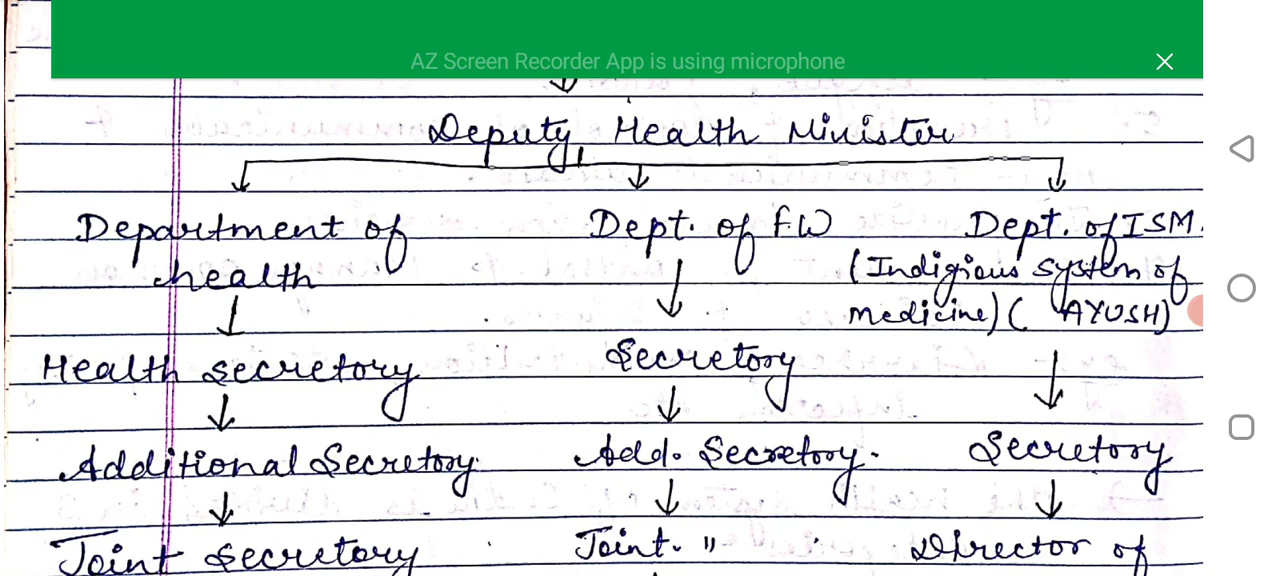 AZ Screen Recorder App is using microphone
Deputy Health Minister
Department of health
Dept. of FW
Dept. of ISM.
(Indigious system of medicine) ( AYUSH)
Health secretory
Secretory
Additional Secretory.
Add. Secretory.
Secretory
Joint secretory
Joint. "
Director of